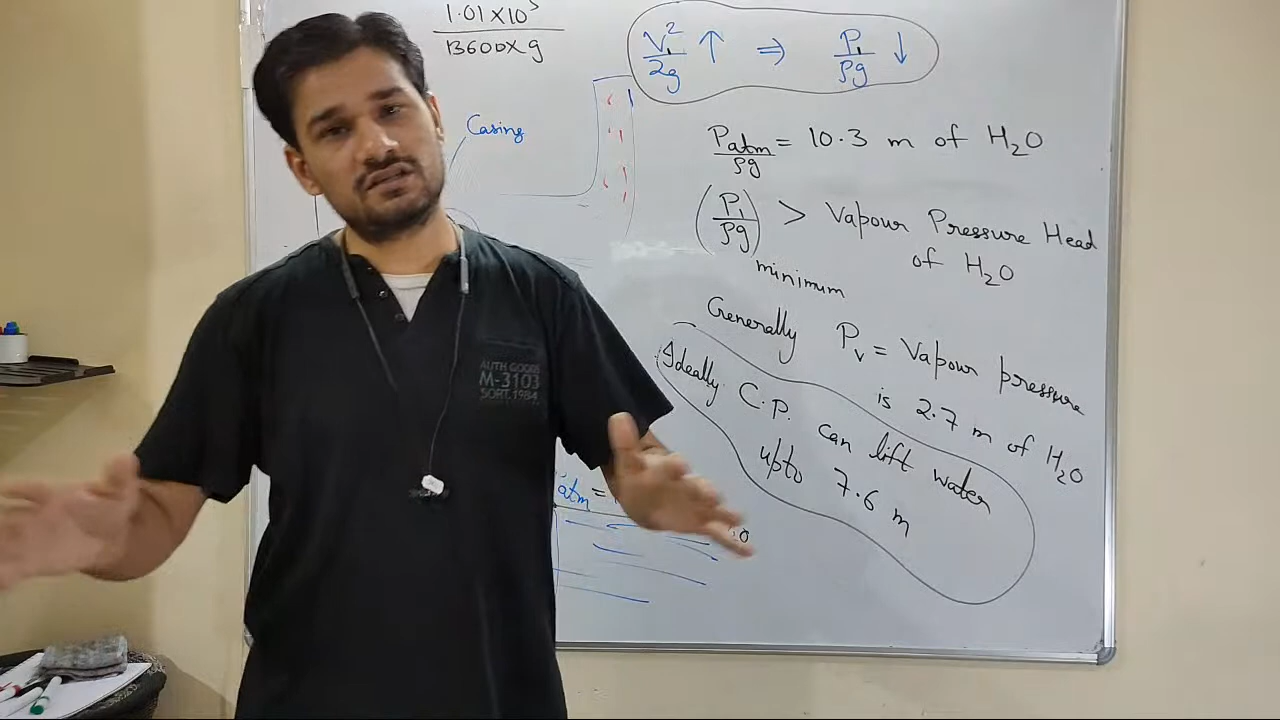 1.01 X10⁵
13600 X g
V₁²/2g ↑ ⇒ P₁/ρg ↓
Casing
Patm/ρg = 10.3 m of H₂O
(P₁/ρg) > Vapour Pressure Head
of H₂O
minimum
Generally Pᵥ = Vapour pressure
is 2.7 m of H₂O
Ideally C.P. can lift water
upto 7.6 m
atm =
AUTH GOODS
M-3103
SORT.1984